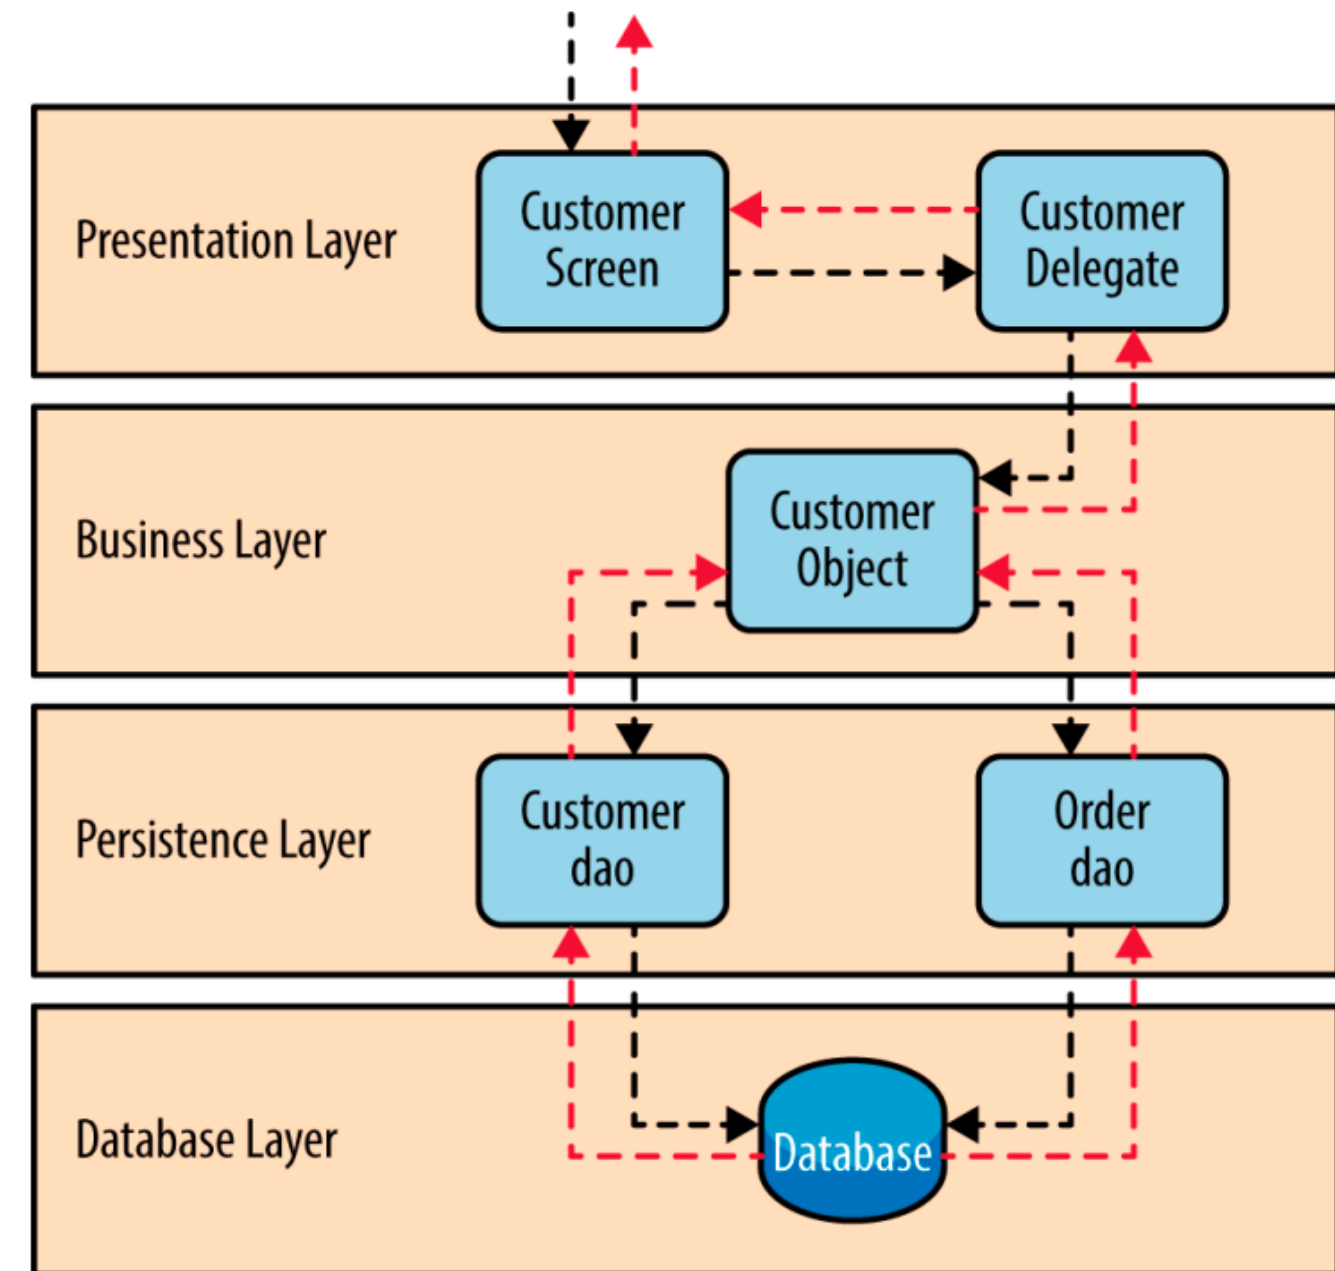 Presentation Layer
Customer
Screen
Customer
Delegate
Business Layer
Customer
Object
Persistence Layer
Customer
dao
Order
dao
Database Layer
Database